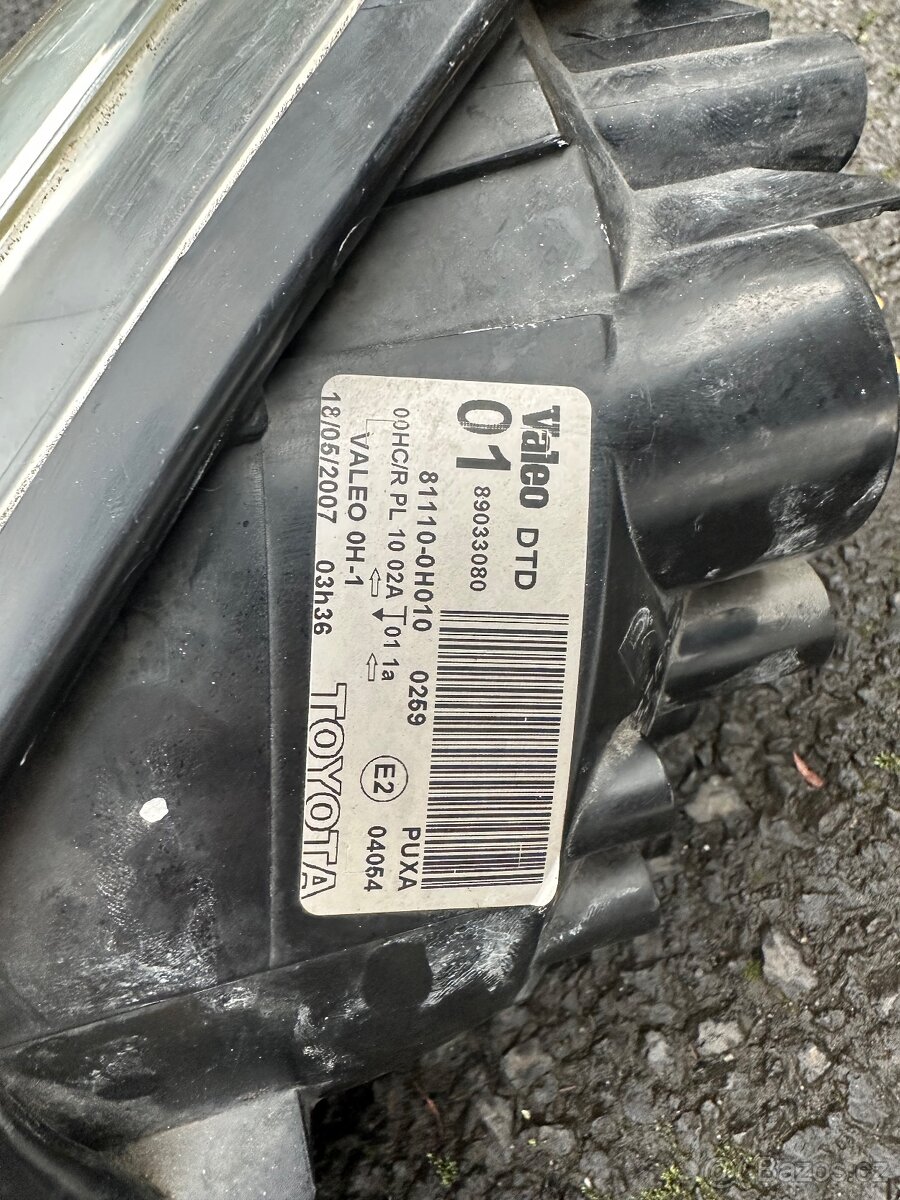 Valeo DTD
01 89033080
81110-0H010 0259 PUXA
00HC/R PL 10 02A 01 1a E2 04054
VALEO 0H-1
18/05/2007 03h36 TOYOTA
Bazos.cz